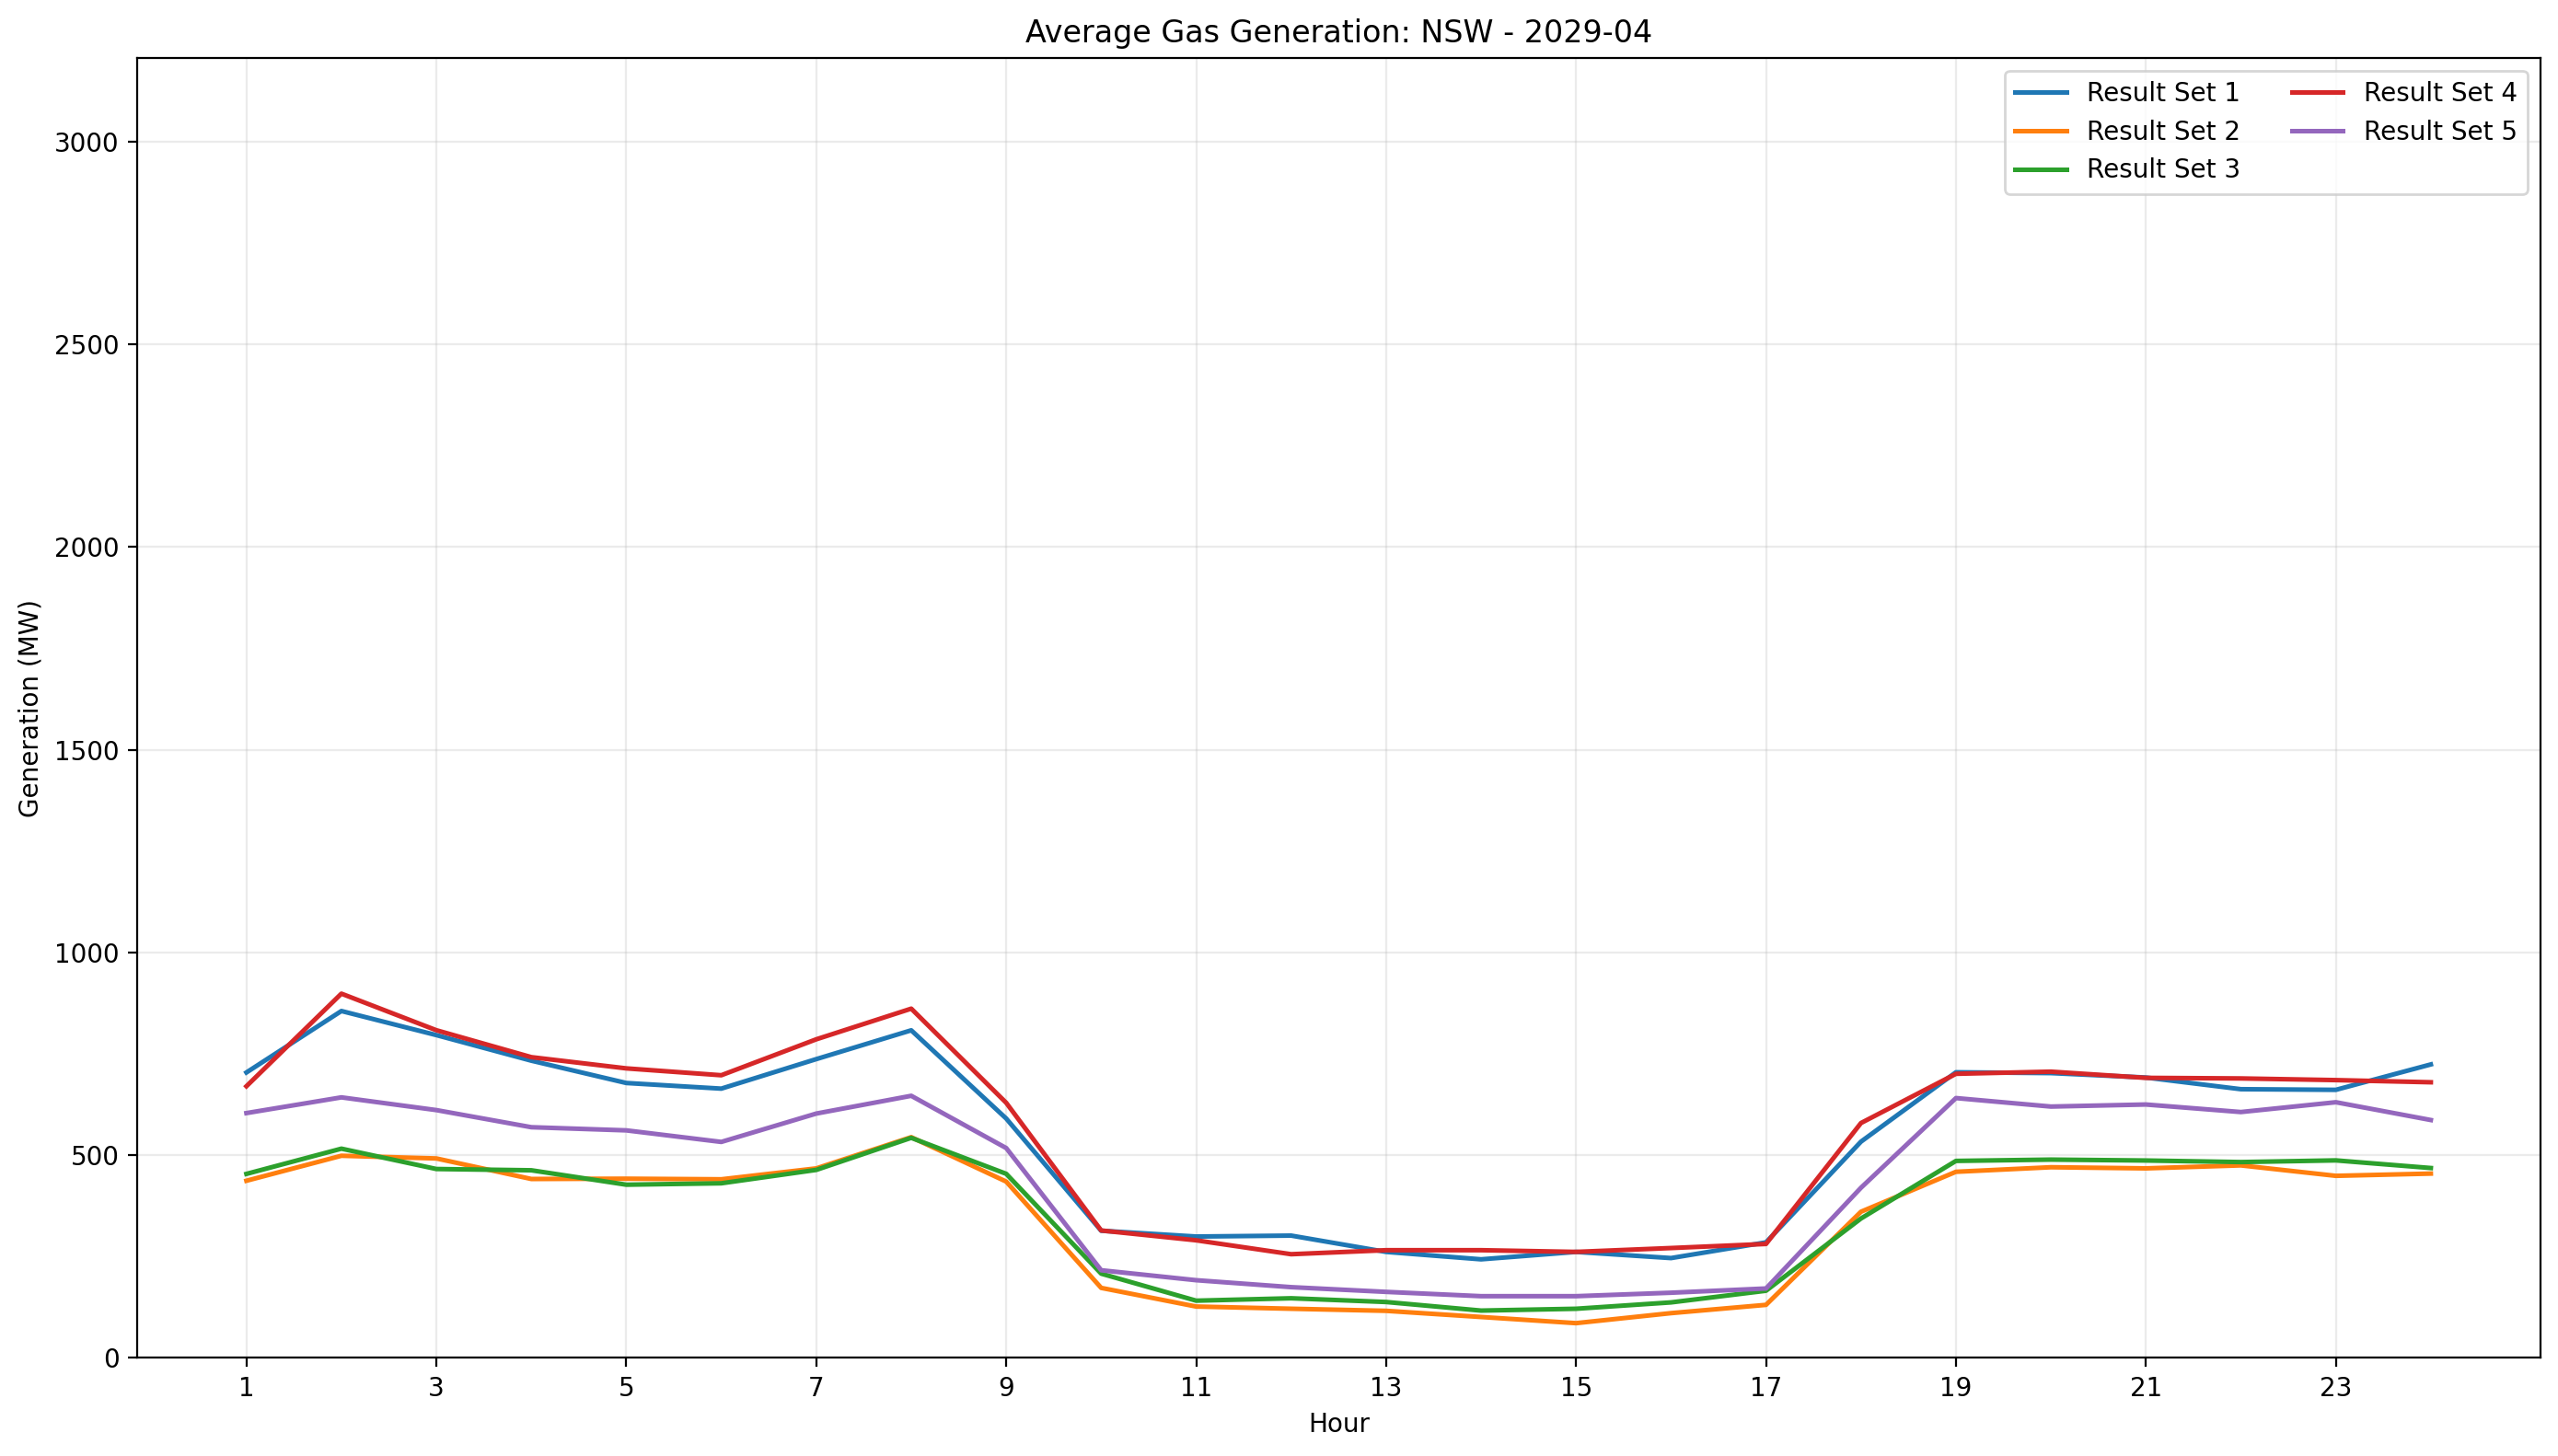 Average Gas Generation: NSW - 2029-04
Result Set 1
Result Set 2
Result Set 3
Result Set 4
Result Set 5
Generation (MW)
3000
2500
2000
1500
1000
500
0
1 3 5 7 9 11 13 15 17 19 21 23
Hour